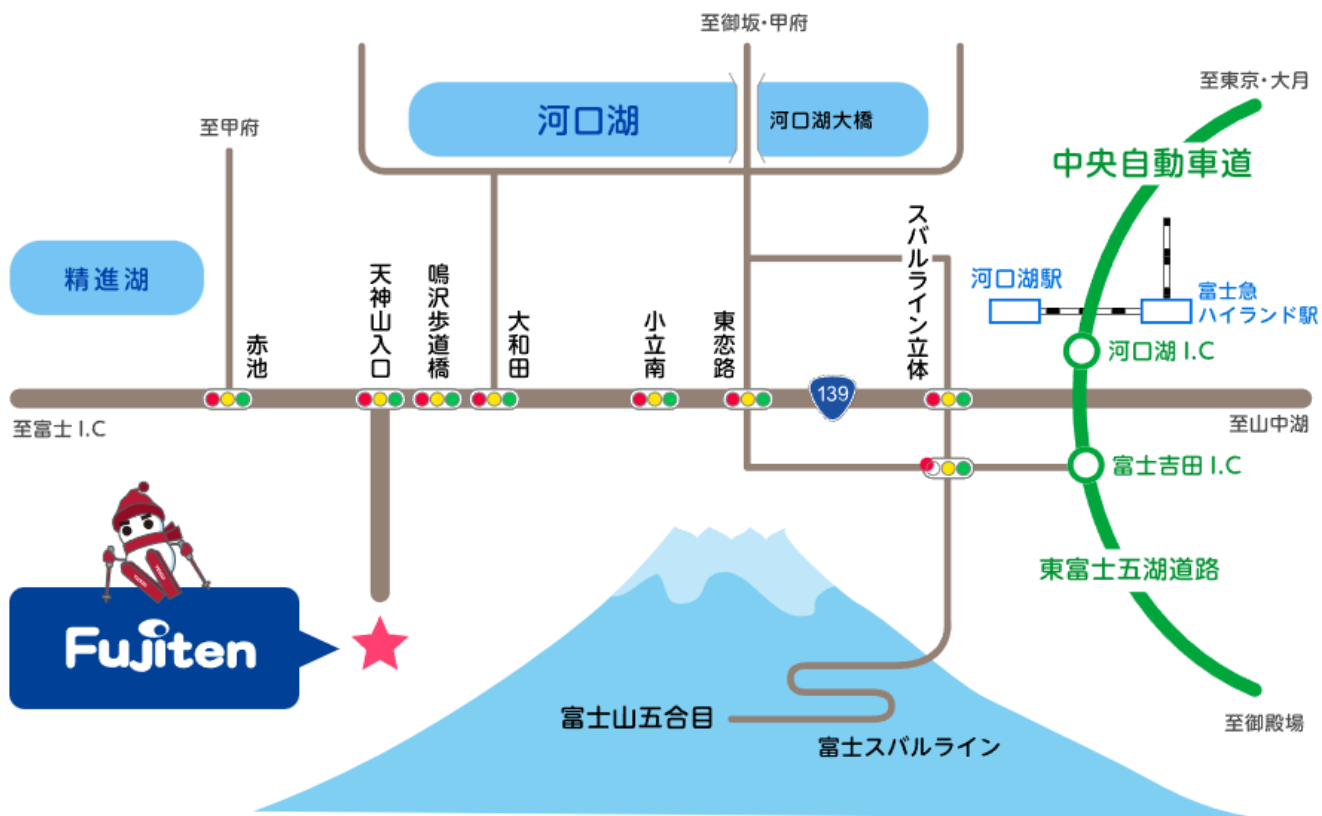 至御坂・甲府
至東京・大月
河口湖
河口湖大橋
至甲府
中央自動車道
精進湖
赤池
天神山入口
鳴沢歩道橋
大和田
小立南
東恋路
スバルライン立体
河口湖駅
富士急
ハイランド駅
河口湖 I.C
139
至富士 I.C
至山中湖
富士吉田 I.C
東富士五湖道路
Fujiten
富士山五合目
富士スバルライン
至御殿場